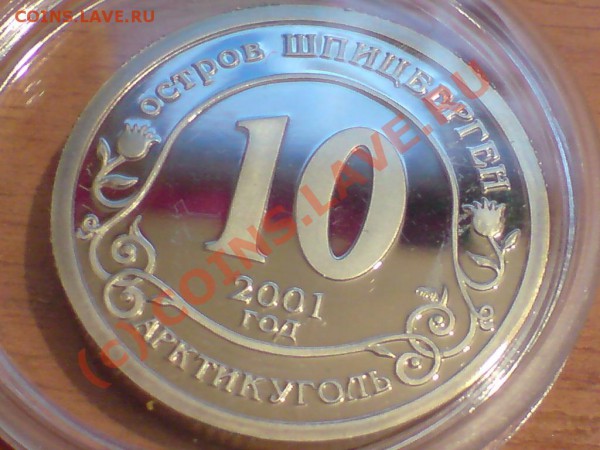 COINS.LAVE.RU
ОСТРОВ ШПИЦБЕРГЕН
10
2001
ГОД
АРКТИКУГОЛЬ
(c) COINS.LAVE.RU